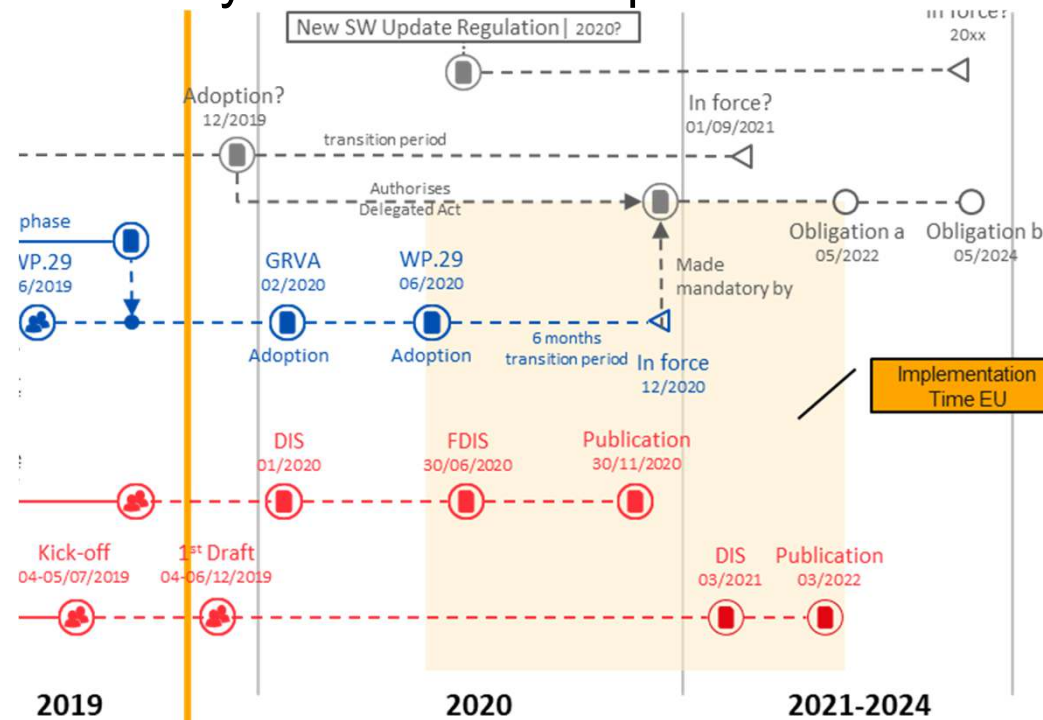 New SW Update Regulation| 2020?
In force?
20xx
Adoption?
12/2019
transition period
In force?
01/09/2021
Authorises
Delegated Act
phase
Obligation a
05/2022
Obligation b
05/2024
WP.29
6/2019
GRVA
02/2020
Adoption
WP.29
06/2020
Adoption
Made
mandatory by
6 months
transition period
In force
12/2020
Implementation
Time EU
DIS
01/2020
FDIS
30/06/2020
Publication
30/11/2020
Kick-off
04-05/07/2019
1st Draft
04-06/12/2019
DIS
03/2021
Publication
03/2022
2019
2020
2021-2024